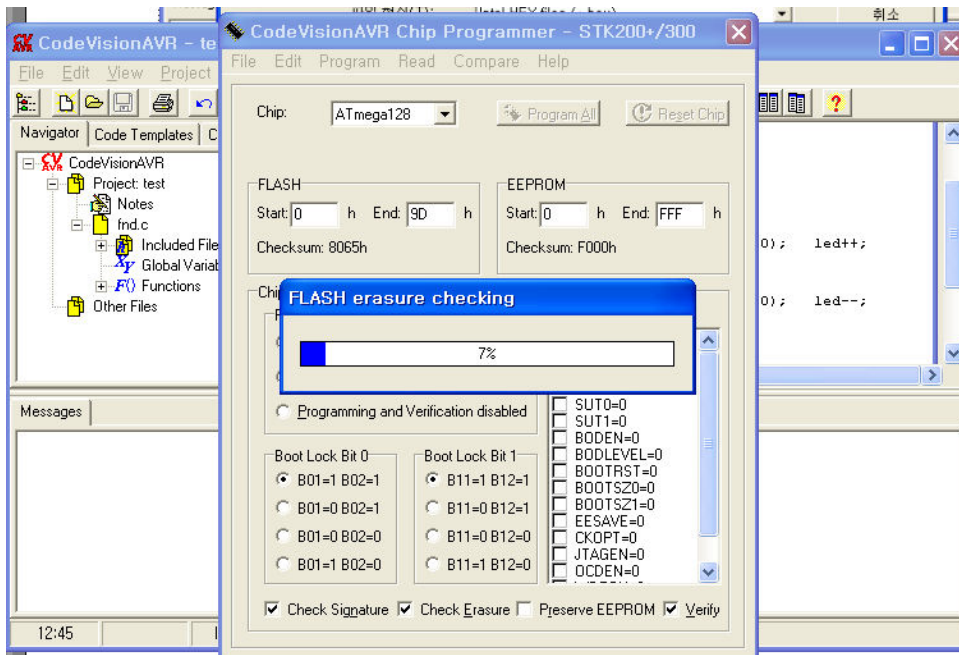 취소
CodeVisionAVR - te
CodeVisionAVR Chip Programmer - STK200+/300
File Edit View Project
File Edit Program Read Compare Help
Chip: ATmega128 Program All Reset Chip
Navigator Code Templates C
CodeVisionAVR
Project: test
Notes
fnd.c
Included File
Global Variab
F() Functions
Other Files
FLASH
Start: 0 h End: 9D h
Checksum: 8065h
EEPROM
Start: 0 h End: FFF h
Checksum: F000h
0); led++;
0); led--;
Chi
FLASH erasure checking
7%
Programming and Verification disabled
SUT0=0
SUT1=0
BODEN=0
BODLEVEL=0
BOOTRST=0
BOOTSZ0=0
BOOTSZ1=0
EESAVE=0
CKOPT=0
JTAGEN=0
OCDEN=0
Boot Lock Bit 0
B01=1 B02=1
B01=0 B02=1
B01=0 B02=0
B01=1 B02=0
Boot Lock Bit 1
B11=1 B12=1
B11=0 B12=1
B11=0 B12=0
B11=1 B12=0
Check Signature Check Erasure Preserve EEPROM Verify
Messages
12:45